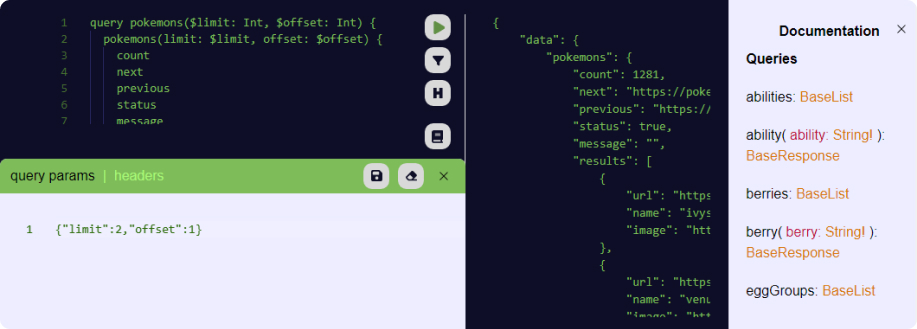 1 query pokemons($limit: Int, $offset: Int) {
2 pokemons(limit: $limit, offset: $offset) {
3 count
4 next
5 previous
6 status
7 message
H
query params | headers
1 {"limit":2,"offset":1}
{
"data": {
"pokemons": {
"count": 1281,
"next": "https://poke
"previous": "https://
"status": true,
"message": "",
"results": [
{
"url": "https
"name": "ivys
"image": "htt
},
{
"url": "https
"name": "venu
"image": "htt
Documentation ×
Queries
abilities: BaseList
ability( ability: String! ):
BaseResponse
berries: BaseList
berry( berry: String! ):
BaseResponse
eggGroups: BaseList